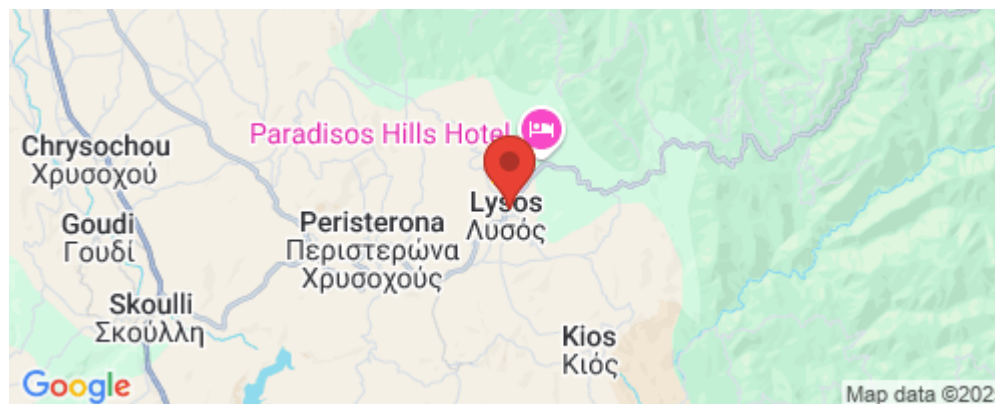 Paradisos Hills Hotel
Chrysochou
Χρυσοχού
Lysos
Λυσός
Goudi
Γουδί
Peristerona
Περιστερώνα
Χρυσοχούς
Skoulli
Σκούλλη
Kios
Κιός
Google
Map data ©202